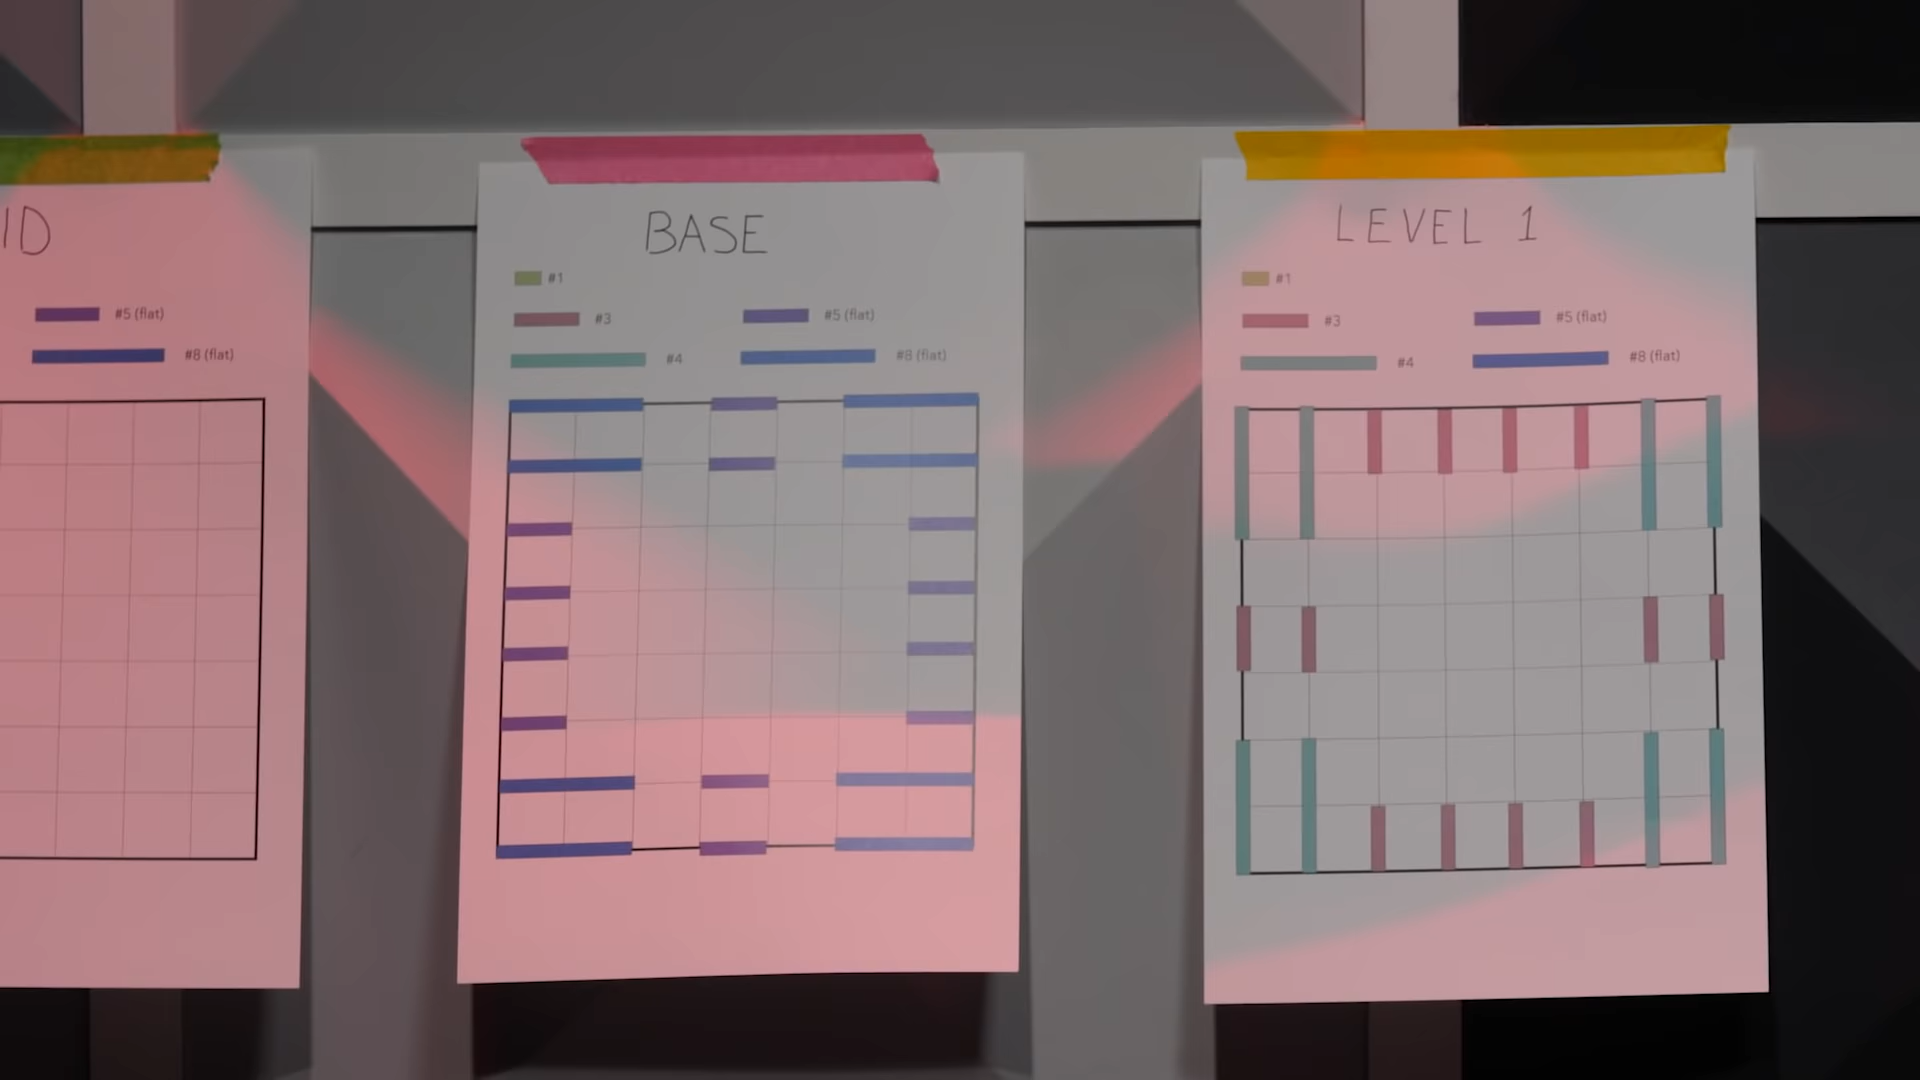 ID
#5 (flat)
#8 (flat)
BASE
#1
#3
#5 (flat)
#4
#8 (flat)
LEVEL 1
#1
#3
#5 (flat)
#4
#8 (flat)